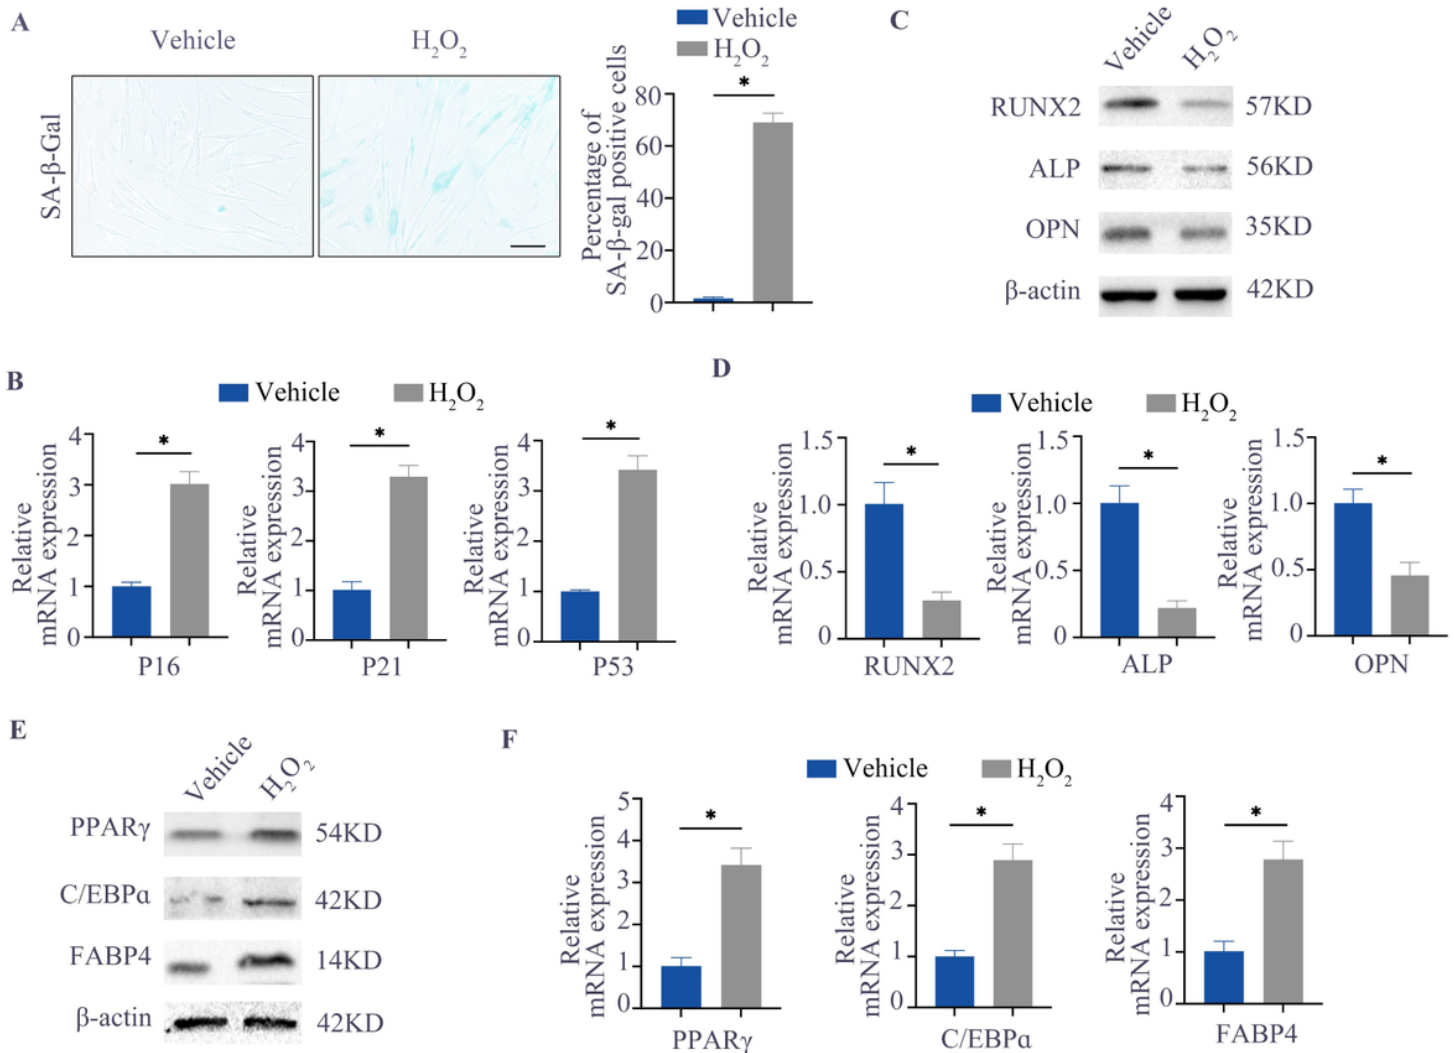 A
Vehicle
H₂O₂
SA-β-Gal
Vehicle
H₂O₂
Percentage of
SA-β-gal positive cells
80
60
40
20
0
*
C
Vehicle
H₂O₂
RUNX2
57KD
ALP
56KD
OPN
35KD
β-actin
42KD
B
Vehicle
H₂O₂
Relative
mRNA expression
4
3
2
1
0
*
P16
Relative
mRNA expression
4
3
2
1
0
*
P21
Relative
mRNA expression
4
3
2
1
0
*
P53
D
Vehicle
H₂O₂
Relative
mRNA expression
1.5
1.0
0.5
0
*
RUNX2
Relative
mRNA expression
1.5
1.0
0.5
0
*
ALP
Relative
mRNA expression
1.5
1.0
0.5
0
*
OPN
E
Vehicle
H₂O₂
PPARγ
54KD
C/EBPα
42KD
FABP4
14KD
β-actin
42KD
F
Vehicle
H₂O₂
Relative
mRNA expression
5
4
3
2
1
0
*
PPARγ
Relative
mRNA expression
4
3
2
1
0
*
C/EBPα
Relative
mRNA expression
4
3
2
1
0
*
FABP4